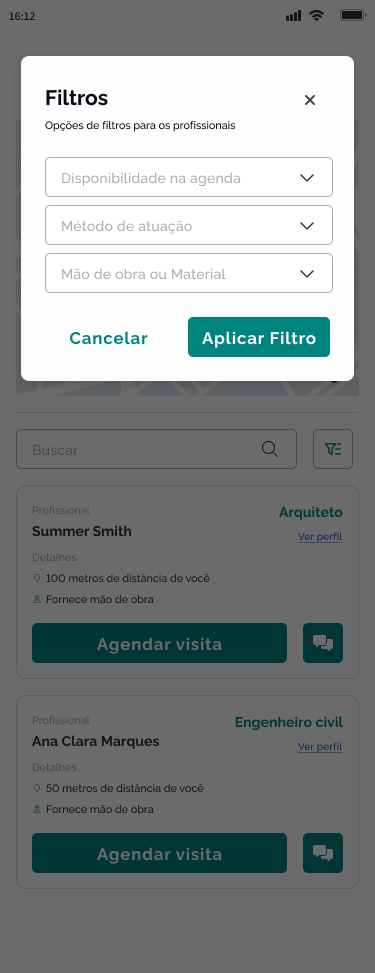 16:12
Filtros
Opções de filtros para os profissionais
Disponibilidade na agenda
Método de atuação
Mão de obra ou Material
Cancelar
Aplicar Filtro
Buscar
Profissional
Arquiteto
Summer Smith
Ver perfil
Detalhes
100 metros de distância de você
Fornece mão de obra
Agendar visita
Profissional
Engenheiro civil
Ana Clara Marques
Ver perfil
Detalhes
50 metros de distância de você
Fornece mão de obra
Agendar visita